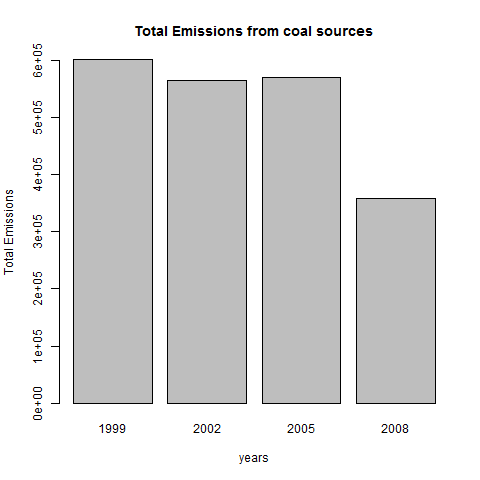 Total Emissions from coal sources
Total Emissions
6e+05
5e+05
4e+05
3e+05
2e+05
1e+05
0e+00
1999 2002 2005 2008
years